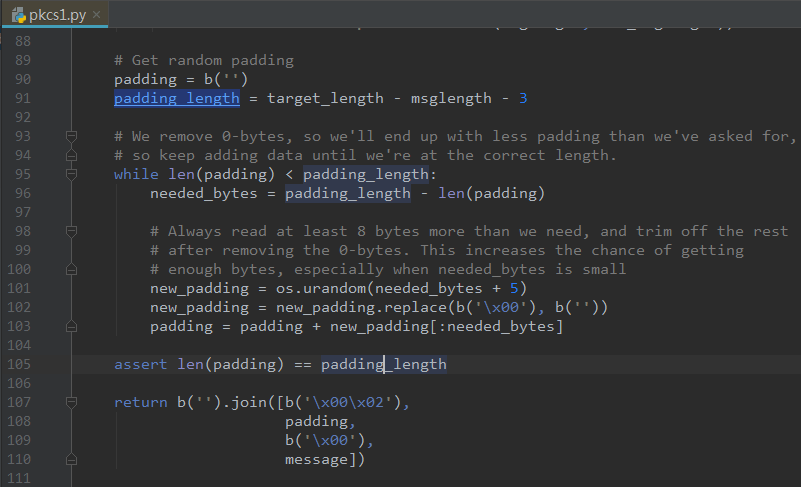 pkcs1.py
88
89 # Get random padding
90 padding = b('')
91 padding_length = target_length - msglength - 3
92
93 # We remove 0-bytes, so we'll end up with less padding than we've asked for,
94 # so keep adding data until we're at the correct length.
95 while len(padding) < padding_length:
96 needed_bytes = padding_length - len(padding)
97
98 # Always read at least 8 bytes more than we need, and trim off the rest
99 # after removing the 0-bytes. This increases the chance of getting
100 # enough bytes, especially when needed_bytes is small
101 new_padding = os.urandom(needed_bytes + 5)
102 new_padding = new_padding.replace(b('\x00'), b(''))
103 padding = padding + new_padding[:needed_bytes]
104
105 assert len(padding) == padding_length
106
107 return b('').join([b('\x00\x02'),
108 padding,
109 b('\x00'),
110 message])
111